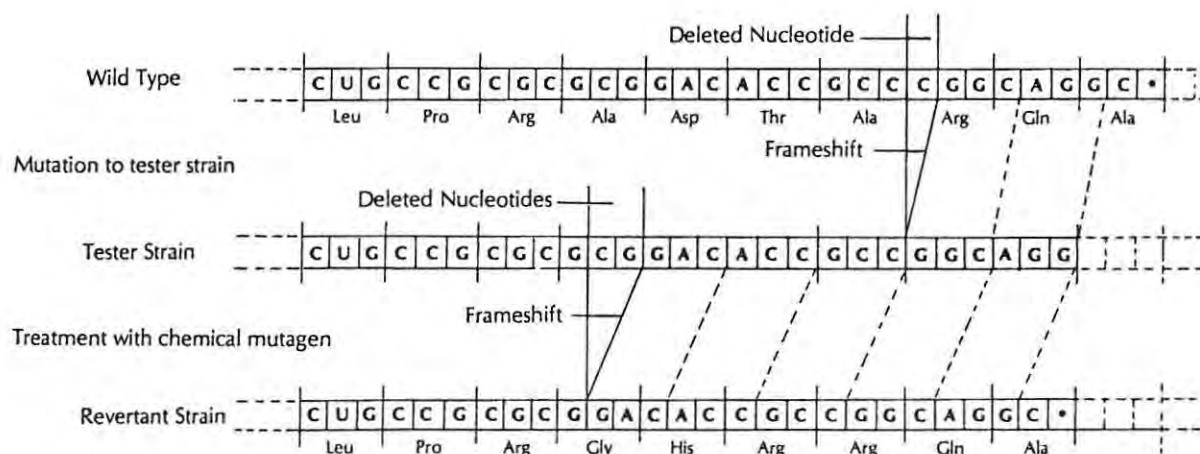 Deleted Nucleotide
Wild Type C U G C C G C G C G C G G A C A C C G C C C G G C A G G C *
Leu Pro Arg Ala Asp Thr Ala Arg Gln Ala
Frameshift
Mutation to tester strain
Deleted Nucleotides
Tester Strain C U G C C G C G C G C G G A C A C C G C C G G C A G G
Frameshift
Treatment with chemical mutagen
Revertant Strain C U G C C G C G C G G A C A C C G C C G G C A G G C *
Leu Pro Arg Gly His Arg Arg Gln Ala